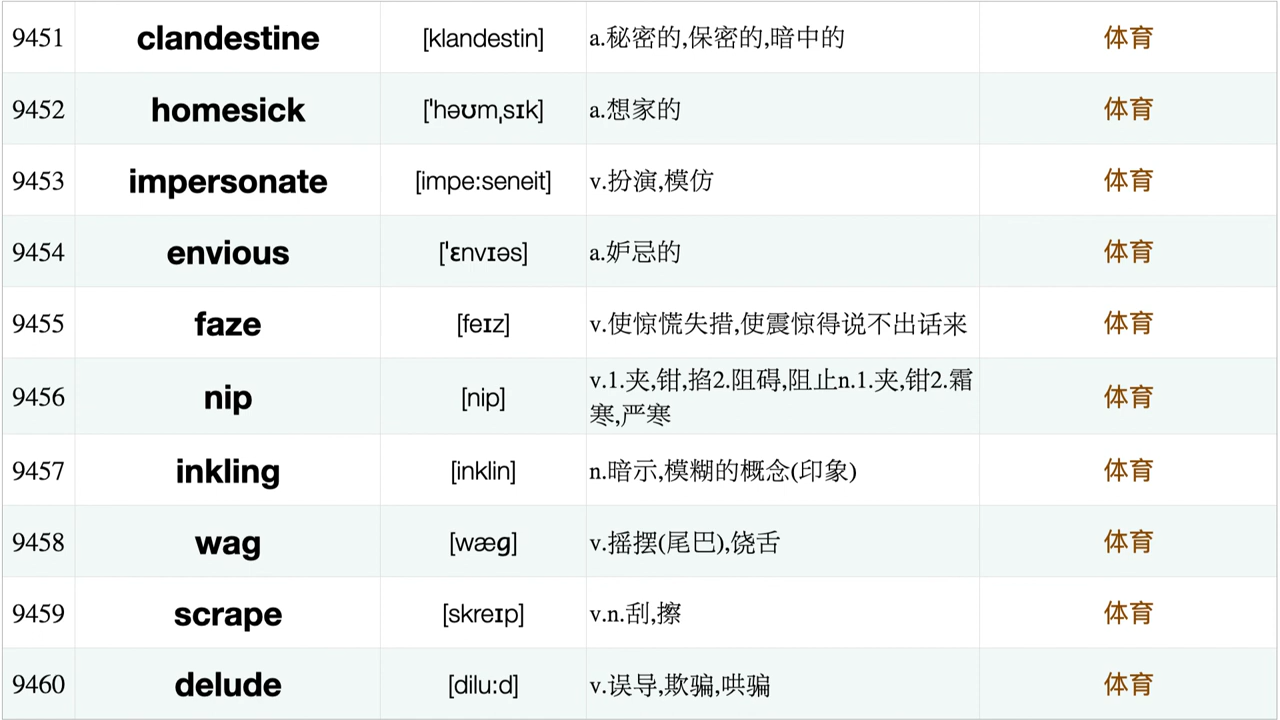 9451 clandestine [klandestin] a.秘密的,保密的,暗中的 体育
9452 homesick [ˈhəʊmˌsɪk] a.想家的 体育
9453 impersonate [impe:seneit] v.扮演,模仿 体育
9454 envious [ˈɛnvɪəs] a.妒忌的 体育
9455 faze [feɪz] v.使惊慌失措,使震惊得说不出话来 体育
9456 nip [nip] v.1.夹,钳,掐2.阻碍,阻止n.1.夹,钳2.霜 体育
寒,严寒
9457 inkling [inklin] n.暗示,模糊的概念(印象) 体育
9458 wag [wæɡ] v.摇摆(尾巴),饶舌 体育
9459 scrape [skreɪp] v.n.刮,擦 体育
9460 delude [dilu:d] v.误导,欺骗,哄骗 体育